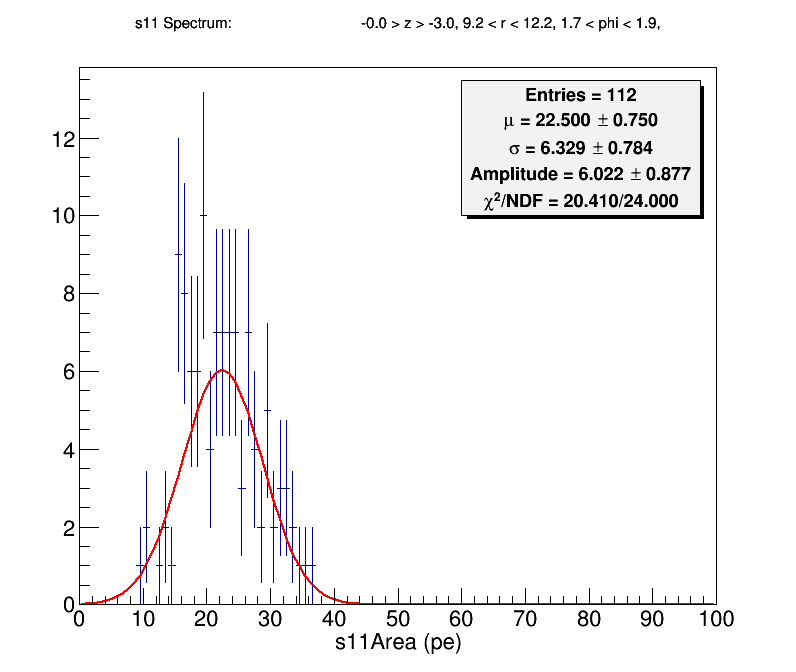 s11 Spectrum: -0.0 > z > -3.0, 9.2 < r < 12.2, 1.7 < phi < 1.9,
Entries = 112
μ = 22.500 ± 0.750
σ = 6.329 ± 0.784
Amplitude = 6.022 ± 0.877
χ²/NDF = 20.410/24.000
12
10
8
6
4
2
0
0 10 20 30 40 50 60 70 80 90 100
s11Area (pe)